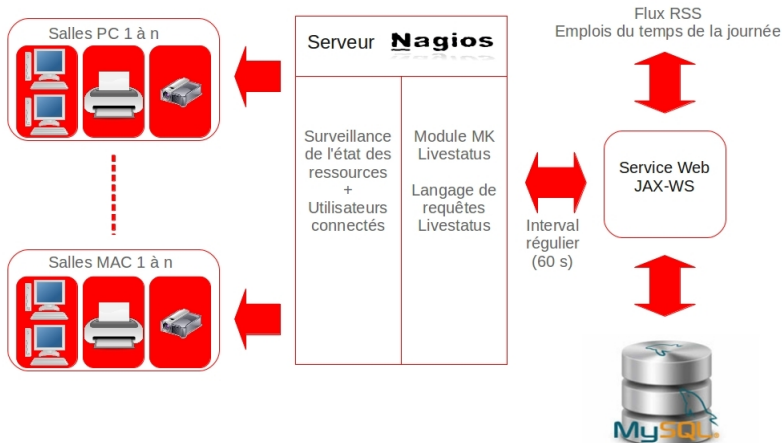 Salles PC 1 à n
Serveur Nagios
Flux RSS
Emplois du temps de la journée
Surveillance
de l'état des
ressources
+
Utilisateurs
connectés
Module MK
Livestatus
Langage de
requêtes
Livestatus
Interval
régulier
(60 s)
Service Web
JAX-WS
Salles MAC 1 à n
MySQL